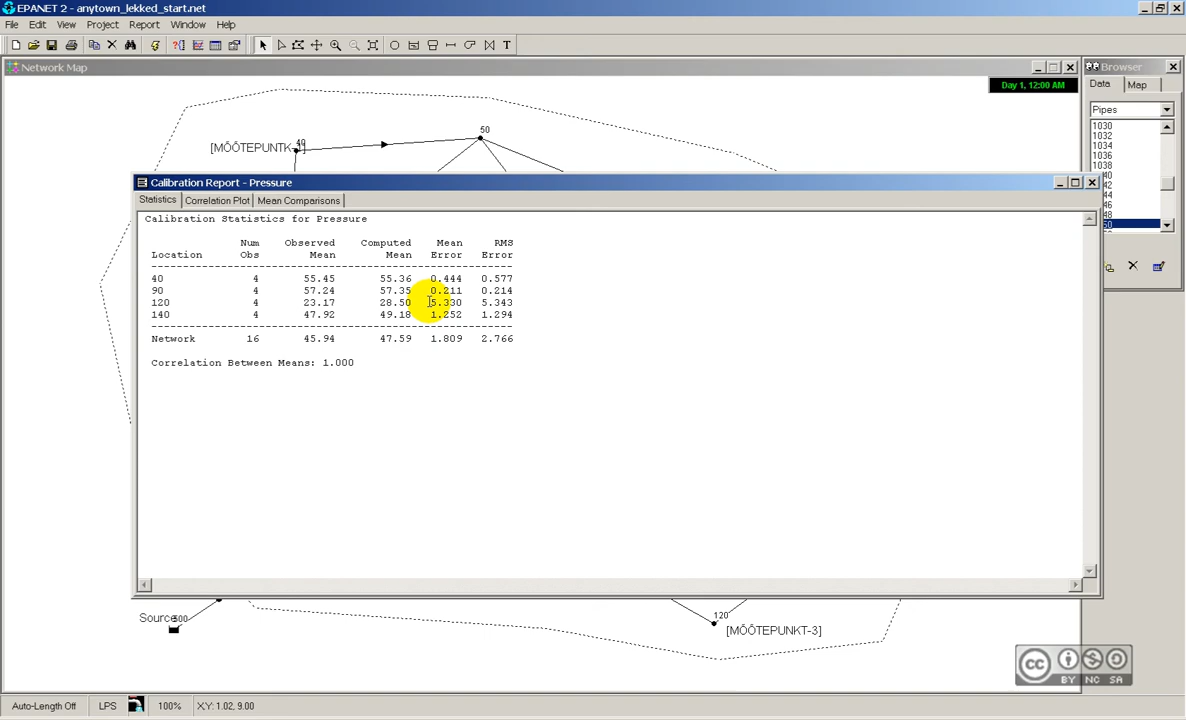 EPANET 2 - anytown_lekked_start.net
File Edit View Project Report Window Help
Network Map
Day 1, 12:00 AM
Browser
Data Map
Pipes
1030
1032
1034
1036
1038
50
40
[MÕÕTEPUNTK-
Calibration Report - Pressure
Statistics Correlation Plot Mean Comparisons
Calibration Statistics for Pressure
Num Observed Computed Mean RMS
Location Obs Mean Mean Error Error
40 4 55.45 55.36 0.444 0.577
90 4 57.24 57.35 0.211 0.214
120 4 23.17 28.50 5.330 5.343
140 4 47.92 49.18 1.252 1.294
Network 16 45.94 47.59 1.809 2.766
Correlation Between Means: 1.000
Source
120
[MÕÕTEPUNKT-3]
cc BY NC SA
Auto-Length Off LPS 100% X,Y: 1.02, 9.00